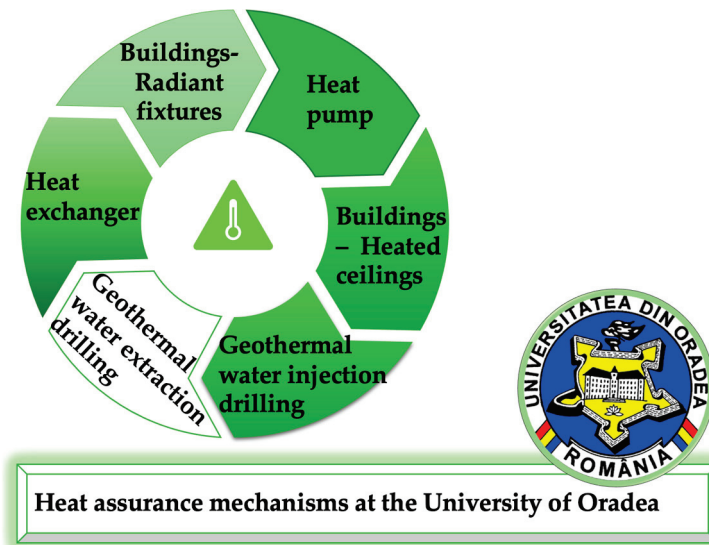 Buildings-
Radiant
fixtures
Heat
pump
Buildings
– Heated
ceilings
Geothermal
water injection
drilling
Geothermal
water extraction
drilling
Heat
exchanger
UNIVERSITATEA DIN ORADEA
ROMÂNIA
Heat assurance mechanisms at the University of Oradea